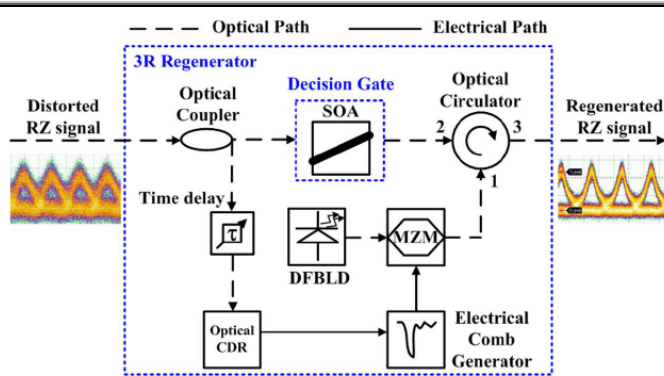 Optical Path
Electrical Path
3R Regenerator
Distorted
RZ signal
Optical
Coupler
Decision Gate
SOA
Optical
Circulator
2
3
1
Regenerated
RZ signal
Time delay
τ
DFBLD
MZM
Optical
CDR
Electrical
Comb
Generator